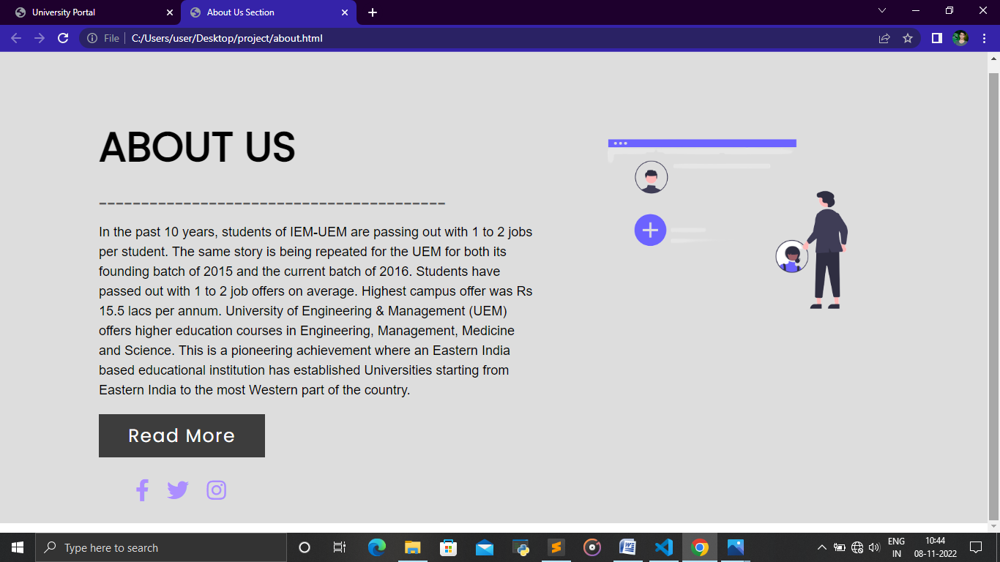 University Portal
About Us Section
File
C:/Users/user/Desktop/project/about.html
ABOUT US
----------------------------------------
In the past 10 years, students of IEM-UEM are passing out with 1 to 2 jobs
per student. The same story is being repeated for the UEM for both its
founding batch of 2015 and the current batch of 2016. Students have
passed out with 1 to 2 job offers on average. Highest campus offer was Rs
15.5 lacs per annum. University of Engineering & Management (UEM)
offers higher education courses in Engineering, Management, Medicine
and Science. This is a pioneering achievement where an Eastern India
based educational institution has established Universities starting from
Eastern India to the most Western part of the country.
Read More
Type here to search
ENG
IN
10:44
08-11-2022